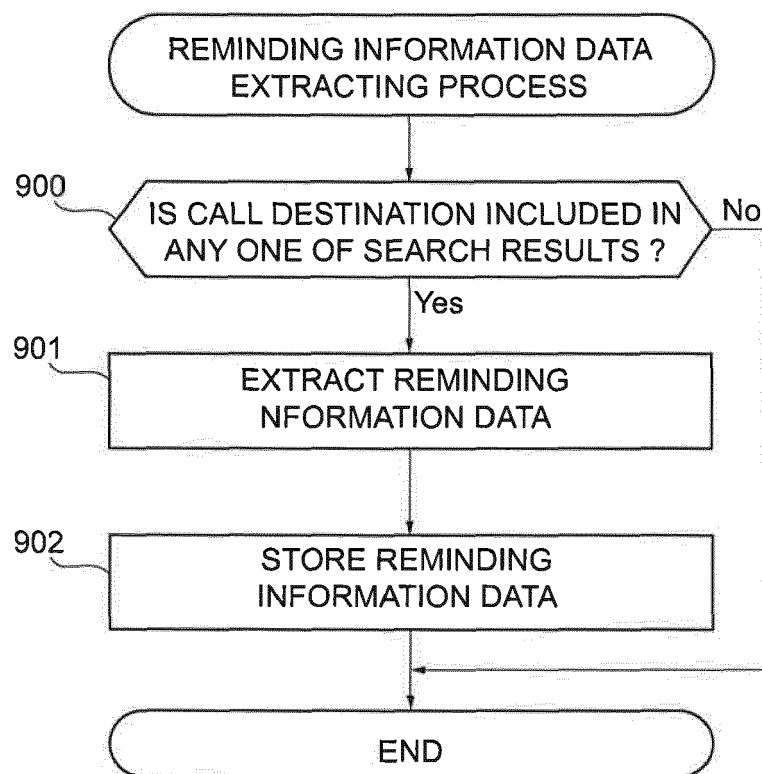 REMINDING INFORMATION DATA
EXTRACTING PROCESS
900
IS CALL DESTINATION INCLUDED IN
ANY ONE OF SEARCH RESULTS ?
No
Yes
901
EXTRACT REMINDING
NFORMATION DATA
902
STORE REMINDING
INFORMATION DATA
END